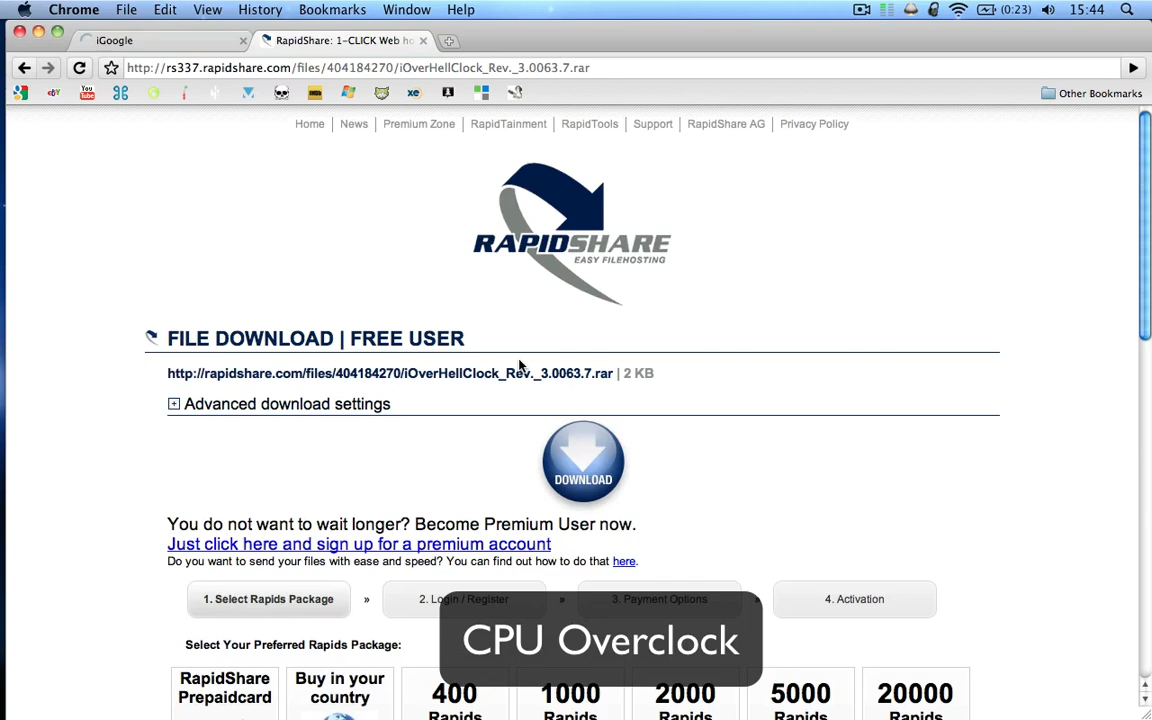 Chrome File Edit View History Bookmarks Window Help (0:23) 15:44
iGoogle RapidShare: 1-CLICK Web ho
http://rs337.rapidshare.com/files/404184270/iOverHellClock_Rev._3.0063.7.rar
ebY You Tube xe Other Bookmarks
Home News Premium Zone RapidTainment RapidTools Support RapidShare AG Privacy Policy
RAPIDSHARE
EASY FILEHOSTING
FILE DOWNLOAD | FREE USER
http://rapidshare.com/files/404184270/iOverHellClock_Rev._3.0063.7.rar | 2 KB
Advanced download settings
DOWNLOAD
You do not want to wait longer? Become Premium User now.
Just click here and sign up for a premium account
Do you want to send your files with ease and speed? You can find out how to do that here.
1. Select Rapids Package » 2. Login / Register » 3. Payment Options » 4. Activation
CPU Overclock
Select Your Preferred Rapids Package:
RapidShare Prepaidcard
Buy in your country
400 Rapids
1000 Rapids
2000 Rapids
5000 Rapids
20000 Rapids